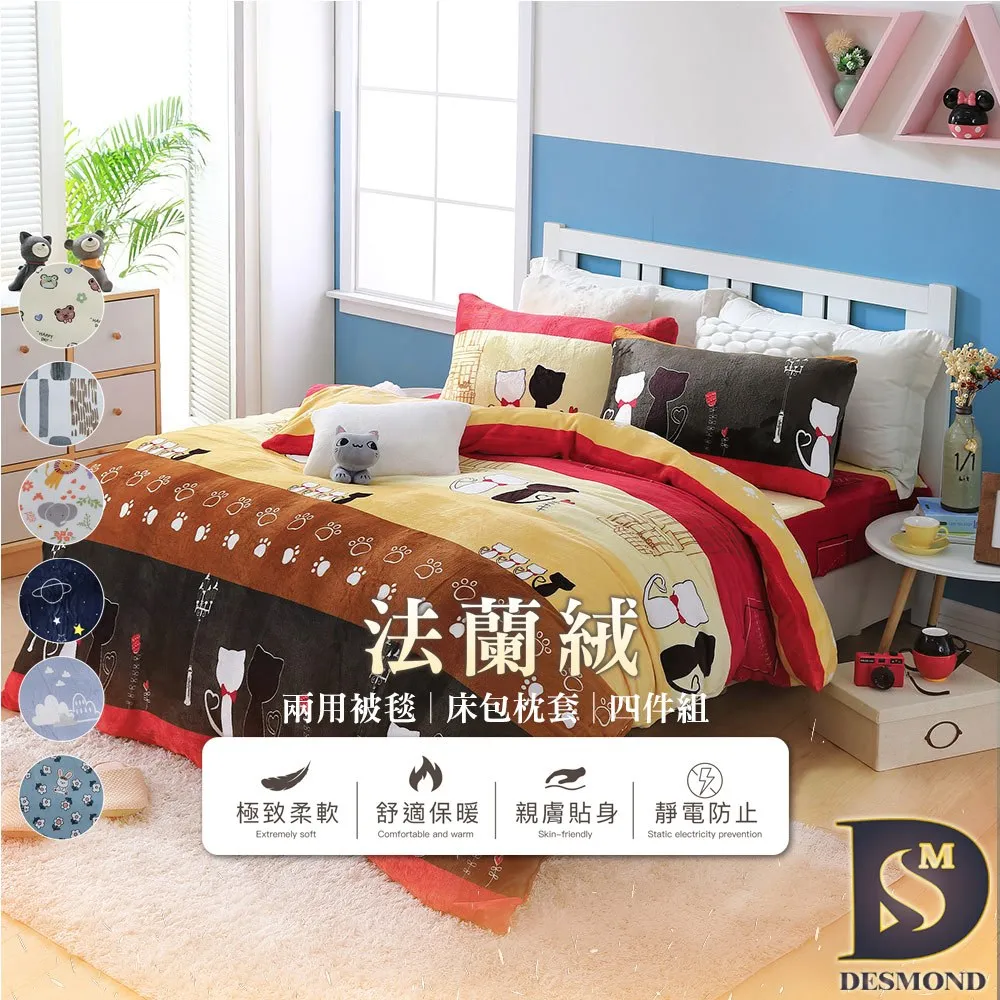 法蘭絨
兩用被毯|床包枕套|四件組
極致柔軟
Extremely soft
舒適保暖
Comfortable and warm
親膚貼身
Skin-friendly
靜電防止
Static electricity prevention
1/1
DSM
DESMOND